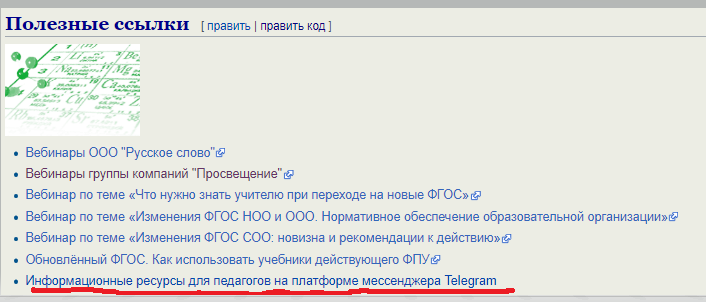 Полезные ссылки [ править | править код ]
Вебинары ООО "Русское слово"
Вебинары группы компаний "Просвещение"
Вебинар по теме «Что нужно знать учителю при переходе на новые ФГОС»
Вебинар по теме «Изменения ФГОС НОО и ООО. Нормативное обеспечение образовательной организации»
Вебинар по теме «Изменения ФГОС СОО: новизна и рекомендации к действию»
Обновлённый ФГОС. Как использовать учебники действующего ФПУ
Информационные ресурсы для педагогов на платформе мессенджера Telegram